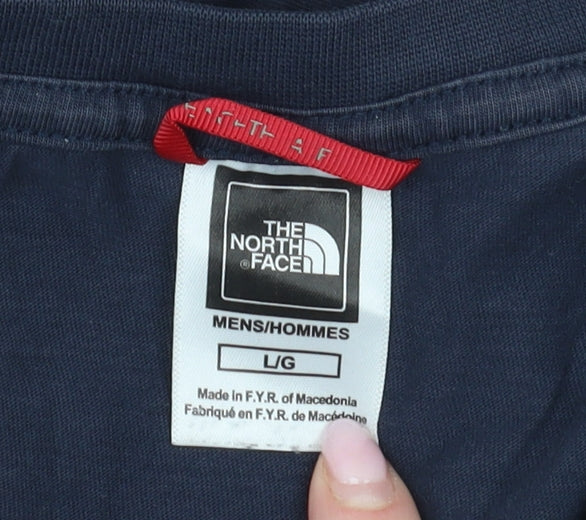 THE
NORTH
®FACE
MENS/HOMMES
L/G
Made in F.Y.R. of Macedonia
Fabriqué en F.Y.R. de Macédoine